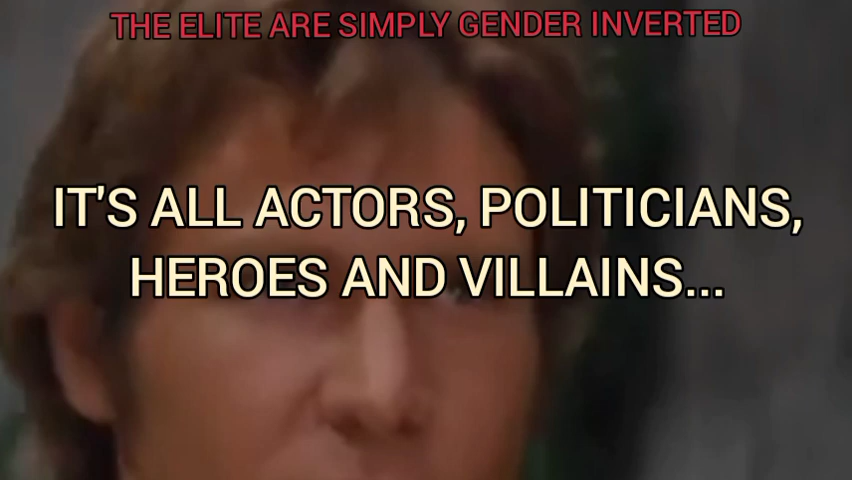 THE ELITE ARE SIMPLY GENDER INVERTED
IT'S ALL ACTORS, POLITICIANS,
HEROES AND VILLAINS...